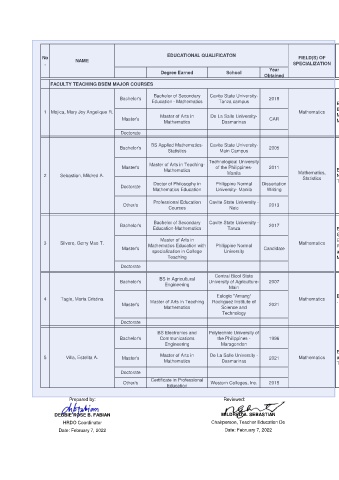 No
.
NAME
EDUCATIONAL QUALIFICATON
FIELD(S) OF
SPECIALIZATION
Degree Earned
School
Year
Obtained
FACULTY TEACHING BSEM MAJOR COURSES
1
Mojica, Mary Joy Angelique R.
Bachelor's
Bachelor of Secondary
Education - Mathematics
Cavite State University-
Tanza campus
2018
Mathematics
Master's
Master of Arts in
Mathematics
De La Salle University-
Dasmarinas
CAR
Doctorate
2
Sebastian, Mildred A.
Bachelor's
BS Applied Mathematics-
Statistics
Cavite State University-
Main Campus
2009
Mathematics,
Statistics
Master's
Master of Arts in Teaching-
Mathematics
Technological University
of the Philippines-
Manila
2011
Doctorate
Doctor of Philosophy in
Mathematics Education
Philippine Normal
University- Manila
Dissertation
Writing
Others
Professional Education
Courses
Cavite State University -
Naic
2013
3
Silvero, Gerry Mae T.
Bachelor's
Bachelor of Secondary
Education-Mathematics
Cavite State University -
Tanza
2017
Mathematics
Master's
Master of Arts in
Mathematics Education with
specialization in College
Teaching
Philippine Normal
University
Candidate
Doctorate
4
Tagle, Maria Cristina
Bachelor's
BS in Agricultural
Engineering
Central Bicol State
University of Agriculture-
Main
2007
Mathematics
Master's
Master of Arts in Teaching
Mathematics
Eulogio "Amang"
Rodriguez Institute of
Science and
Technology
2021
Doctorate
5
Villa, Estelita A.
Bachelor's
BS Electronics and
Communications
Engineering
Polytechnic University of
the Philippines -
Maragondon
1996
Mathematics
Master's
Master of Arts in
Mathematics
De La Salle University-
Dasmarinas
2021
Doctorate
Others
Certificate in Professional
Education
Western Colleges, Inc.
2015
Prepared by:
Reviewed:
DEBBIE ROSE B. FABIAN
MILDRED A. SEBASTIAN
HRDO Coordinator
Chairperson, Teacher Education De
Date: February 7, 2022
Date: February 7, 2022